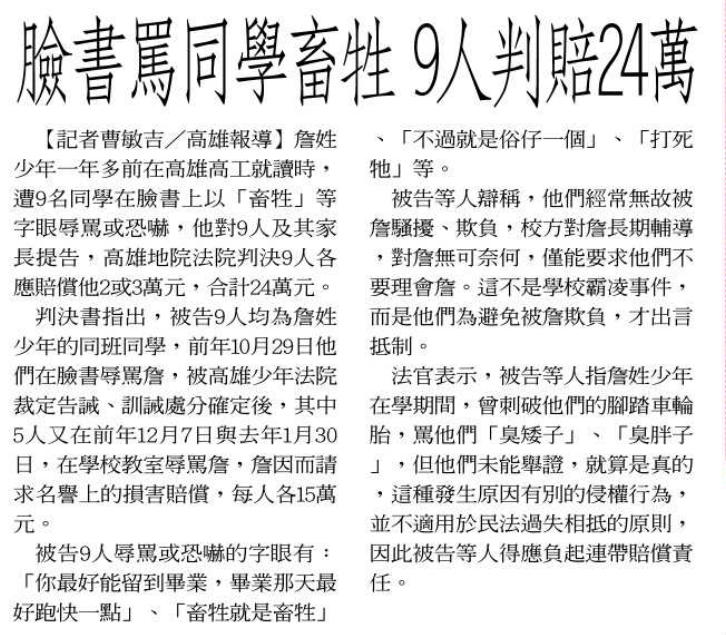 臉書罵同學畜牲 9人判賠24萬
【記者曹敏吉／高雄報導】詹姓
少年一年多前在高雄高工就讀時，
遭9名同學在臉書上以「畜牲」等
字眼辱罵或恐嚇，他對9人及其家
長提告，高雄地院法院判決9人各
應賠償他2或3萬元，合計24萬元。
判決書指出，被告9人均為詹姓
少年的同班同學，前年10月29日他
們在臉書辱罵詹，被高雄少年法院
裁定告誡、訓誡處分確定後，其中
5人又在前年12月7日與去年1月30
日，在學校教室辱罵詹，詹因而請
求名譽上的損害賠償，每人各15萬
元。
被告9人辱罵或恐嚇的字眼有：
「你最好能留到畢業，畢業那天最
好跑快一點」、「畜牲就是畜牲」
、「不過就是俗仔一個」、「打死
牠」等。
被告等人辯稱，他們經常無故被
詹騷擾、欺負，校方對詹長期輔導
，對詹無可奈何，僅能要求他們不
要理會詹。這不是學校霸凌事件，
而是他們為避免被詹欺負，才出言
抵制。
法官表示，被告等人指詹姓少年
在學期間，曾刺破他們的腳踏車輪
胎，罵他們「臭矮子」、「臭胖子
」，但他們未能舉證，就算是真的
，這種發生原因有別的侵權行為，
並不適用於民法過失相抵的原則，
因此被告等人得應負起連帶賠償責
任。